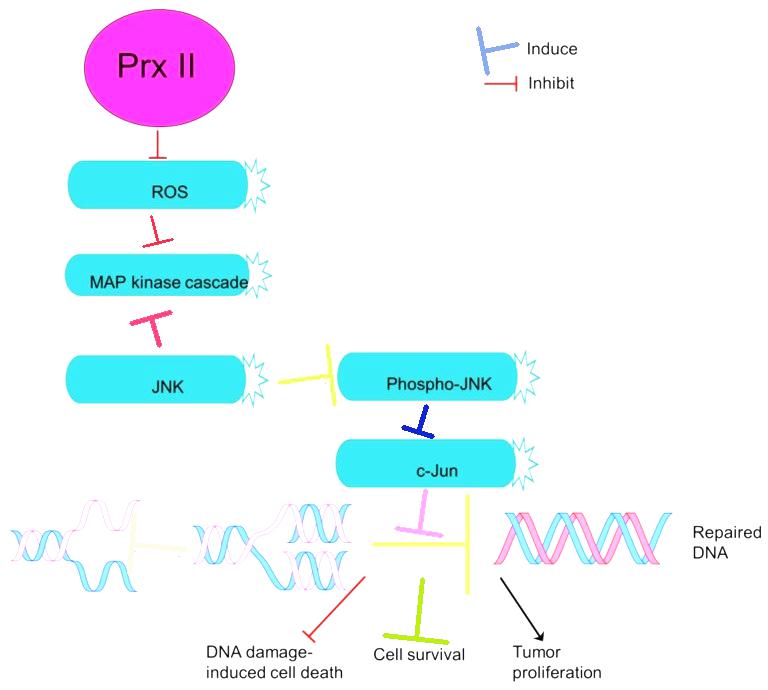 Prx II
Induce
Inhibit
ROS
MAP kinase cascade
JNK
Phospho-JNK
c-Jun
Repaired
DNA
DNA damage-
induced cell death
Cell survival
Tumor
proliferation